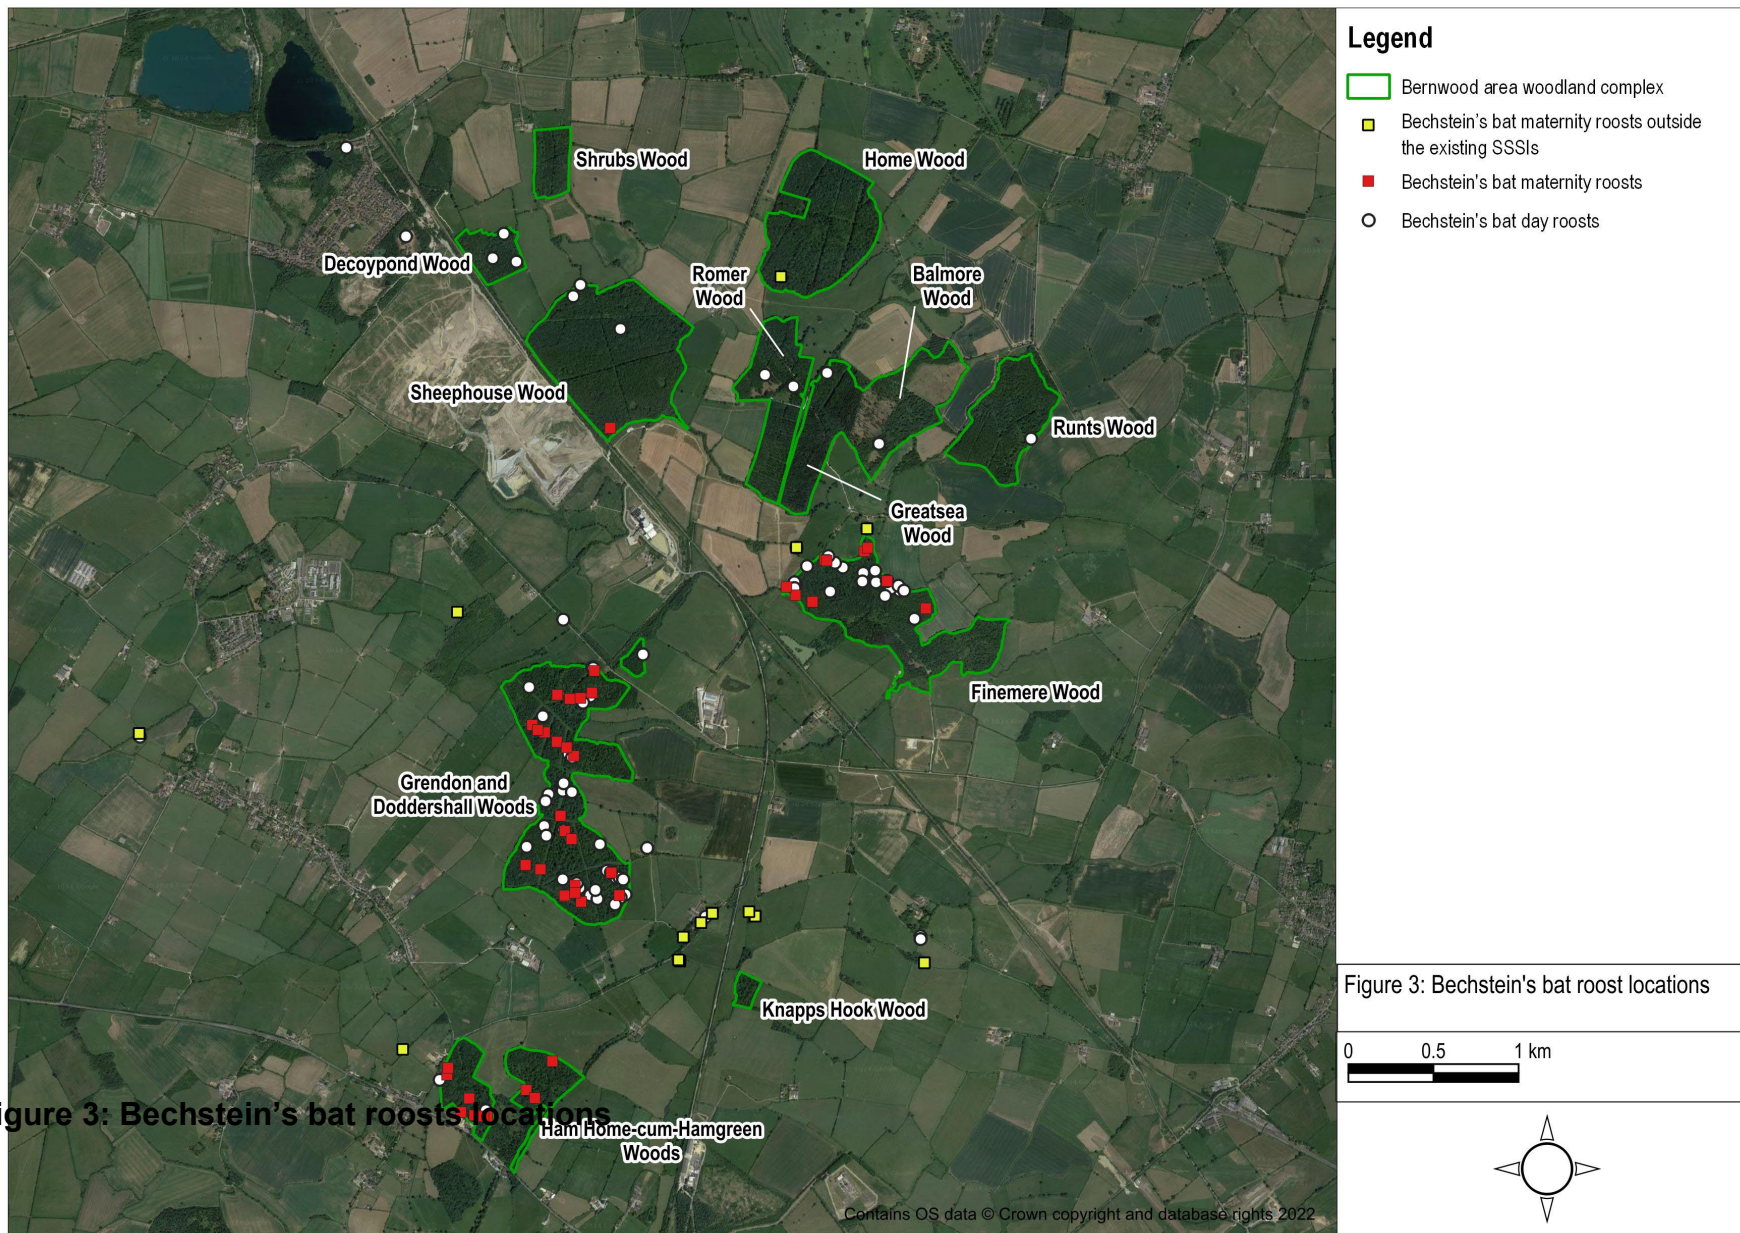 Legend
Bernwood area woodland complex
Bechstein's bat maternity roosts outside
the existing SSSIs
Bechstein's bat maternity roosts
Bechstein's bat day roosts
Shrubs Wood
Home Wood
Decoypond Wood
Romer
Wood
Balmore
Wood
Sheephouse Wood
Runts Wood
Greatsea
Wood
Finemere Wood
Grendon and
Doddershall Woods
Knapps Hook Wood
Figure 3: Bechstein's bat roost locations
0 0.5 1 km
igure 3: Bechstein’s bat roosts locations
Ham Home-cum-Hamgreen
Woods
Contains OS data © Crown copyright and database rights 2022